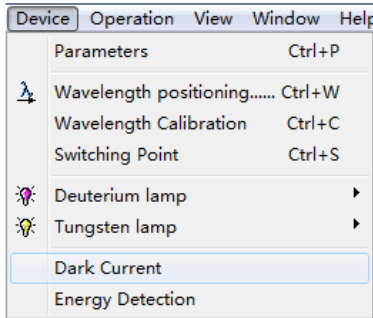 Device Operation View Window Help
Parameters Ctrl+P
Wavelength positioning...... Ctrl+W
Wavelength Calibration Ctrl+C
Switching Point Ctrl+S
Deuterium lamp
Tungsten lamp
Dark Current
Energy Detection